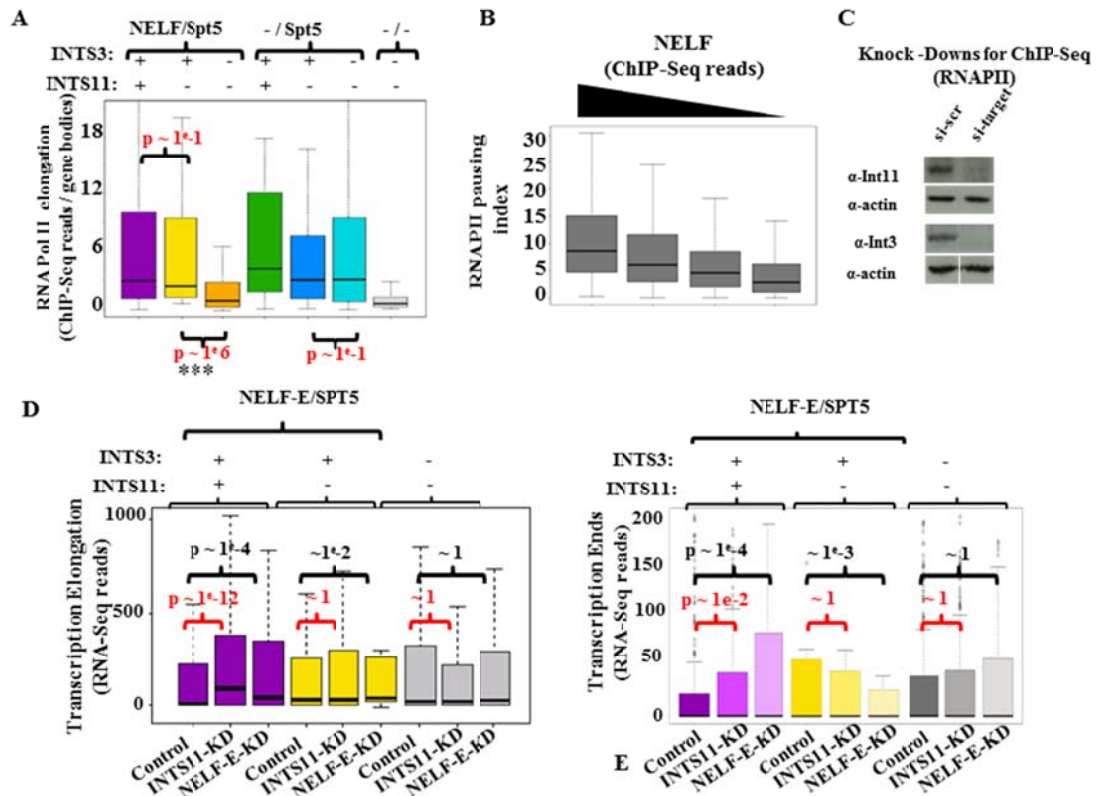 A
NELF/Spt5
- / Spt5
- / -
INTS3:
+ + - + + - -
INTS11:
+ - - + - - -
RNAPol II elongation
(ChIP-Seq reads / gene bodies)
18
12
6
0
p ~ 1e-1
p ~ 1e 6
***
p ~ 1e-1
B
NELF
(ChIP-Seq reads)
RNAPII pausing
index
30
25
20
15
10
5
0
C
Knock -Downs for ChIP-Seq
(RNAPII)
si-scr
si-target
α-Int11
α-actin
α-Int3
α-actin
D
NELF-E/SPT5
INTS3:
+ + -
INTS11:
+ - -
Transcription Elongation
(RNA-Seq reads)
1000
500
0
p ~ 1e-4
~1e-2
~ 1
p ~ 1e-12
~1
~1
Control
INTS11-KD
NELF-E-KD
Control
INTS11-KD
NELF-E-KD
Control
INTS11-KD
NELF-E-KD
NELF-E/SPT5
INTS3:
+ + -
INTS11:
+ - -
Transcription Ends
(RNA-Seq reads)
200
150
100
50
0
p ~ 1e-4
~1e-3
~1
p ~ 1e-2
~1
~1
Control
INTS11-KD
NELF-E-KD
Control
INTS11-KD
NELF-E-KD
Control
INTS11-KD
NELF-E-KD
E